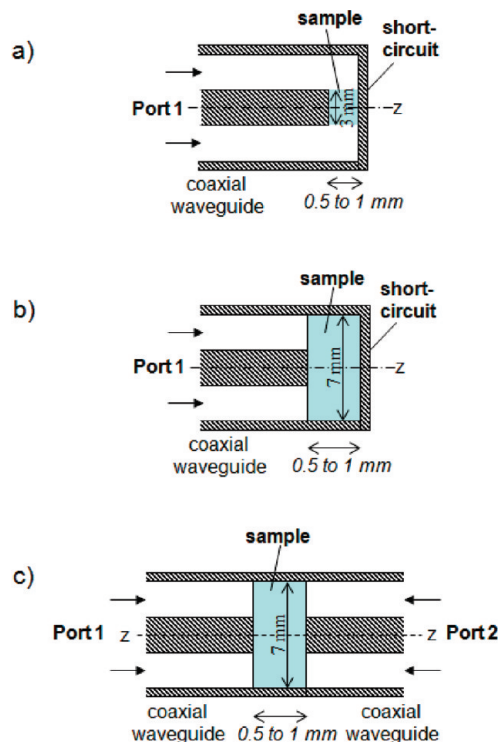 a)
sample
short-
circuit
Port 1
3 mm
z
coaxial
waveguide
0.5 to 1 mm
b)
sample
short-
circuit
Port 1
7 mm
z
coaxial
waveguide
0.5 to 1 mm
c)
sample
Port 1
z
7 mm
z
Port 2
coaxial
waveguide
0.5 to 1 mm
coaxial
waveguide